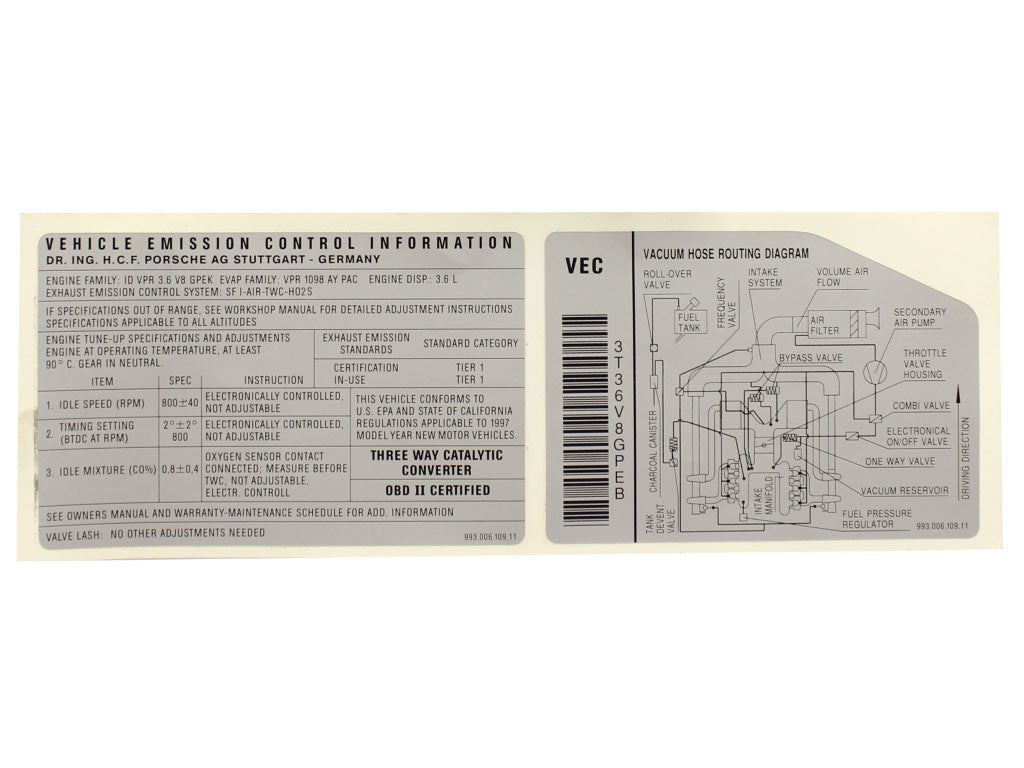 VEHICLE EMISSION CONTROL INFORMATION
DR. ING. H.C.F. PORSCHE AG STUTTGART - GERMANY
ENGINE FAMILY: ID VPR 3.6 V8 GPEK EVAP FAMILY: VPR 1098 AY PAC ENGINE DISP.: 3.6 L
EXHAUST EMISSION CONTROL SYSTEM: SF I-AIR-TWC-HO2S
IF SPECIFICATIONS OUT OF RANGE, SEE WORKSHOP MANUAL FOR DETAILED ADJUSTMENT INSTRUCTIONS
SPECIFICATIONS APPLICABLE TO ALL ALTITUDES
ENGINE TUNE-UP SPECIFICATIONS AND ADJUSTMENTS
ENGINE AT OPERATING TEMPERATURE, AT LEAST
90° C. GEAR IN NEUTRAL.
ITEM SPEC INSTRUCTION
1. IDLE SPEED (RPM) 800±40 ELECTRONICALLY CONTROLLED,
NOT ADJUSTABLE
2. TIMING SETTING
(BTDC AT RPM)
2°±2°
800
ELECTRONICALLY CONTROLLED,
NOT ADJUSTABLE
3. IDLE MIXTURE (CO%) 0,8±0,4
OXYGEN SENSOR CONTACT
CONNECTED; MEASURE BEFORE
TWC; NOT ADJUSTABLE,
ELECTR. CONTROLL
EXHAUST EMISSION
STANDARDS
STANDARD CATEGORY
CERTIFICATION TIER 1
IN-USE TIER 1
THIS VEHICLE CONFORMS TO
U.S. EPA AND STATE OF CALIFORNIA
REGULATIONS APPLICABLE TO 1997
MODEL YEAR NEW MOTOR VEHICLES.
THREE WAY CATALYTIC
CONVERTER
OBD II CERTIFIED
SEE OWNERS MANUAL AND WARRANTY-MAINTENANCE SCHEDULE FOR ADD. INFORMATION
VALVE LASH: NO OTHER ADJUSTMENTS NEEDED
993.006.109.11
VEC
3T36V8GPEB
VACUUM HOSE ROUTING DIAGRAM
ROLL-OVER
VALVE
INTAKE
SYSTEM
VOLUME AIR
FLOW
FUEL
TANK
FREQUENCY
VALVE
AIR
FILTER
SECONDARY
AIR PUMP
BYPASS VALVE
THROTTLE
VALVE
HOUSING
COMBI VALVE
ELECTRONICAL
ON/OFF VALVE
ONE WAY VALVE
VACUUM RESERVOIR
FUEL PRESSURE
REGULATOR
CHARCOAL CANISTER
TANK
DEVENT.
VALVE
INTAKE
MANIFOLD
DRIVING DIRECTION
993.006.109.11